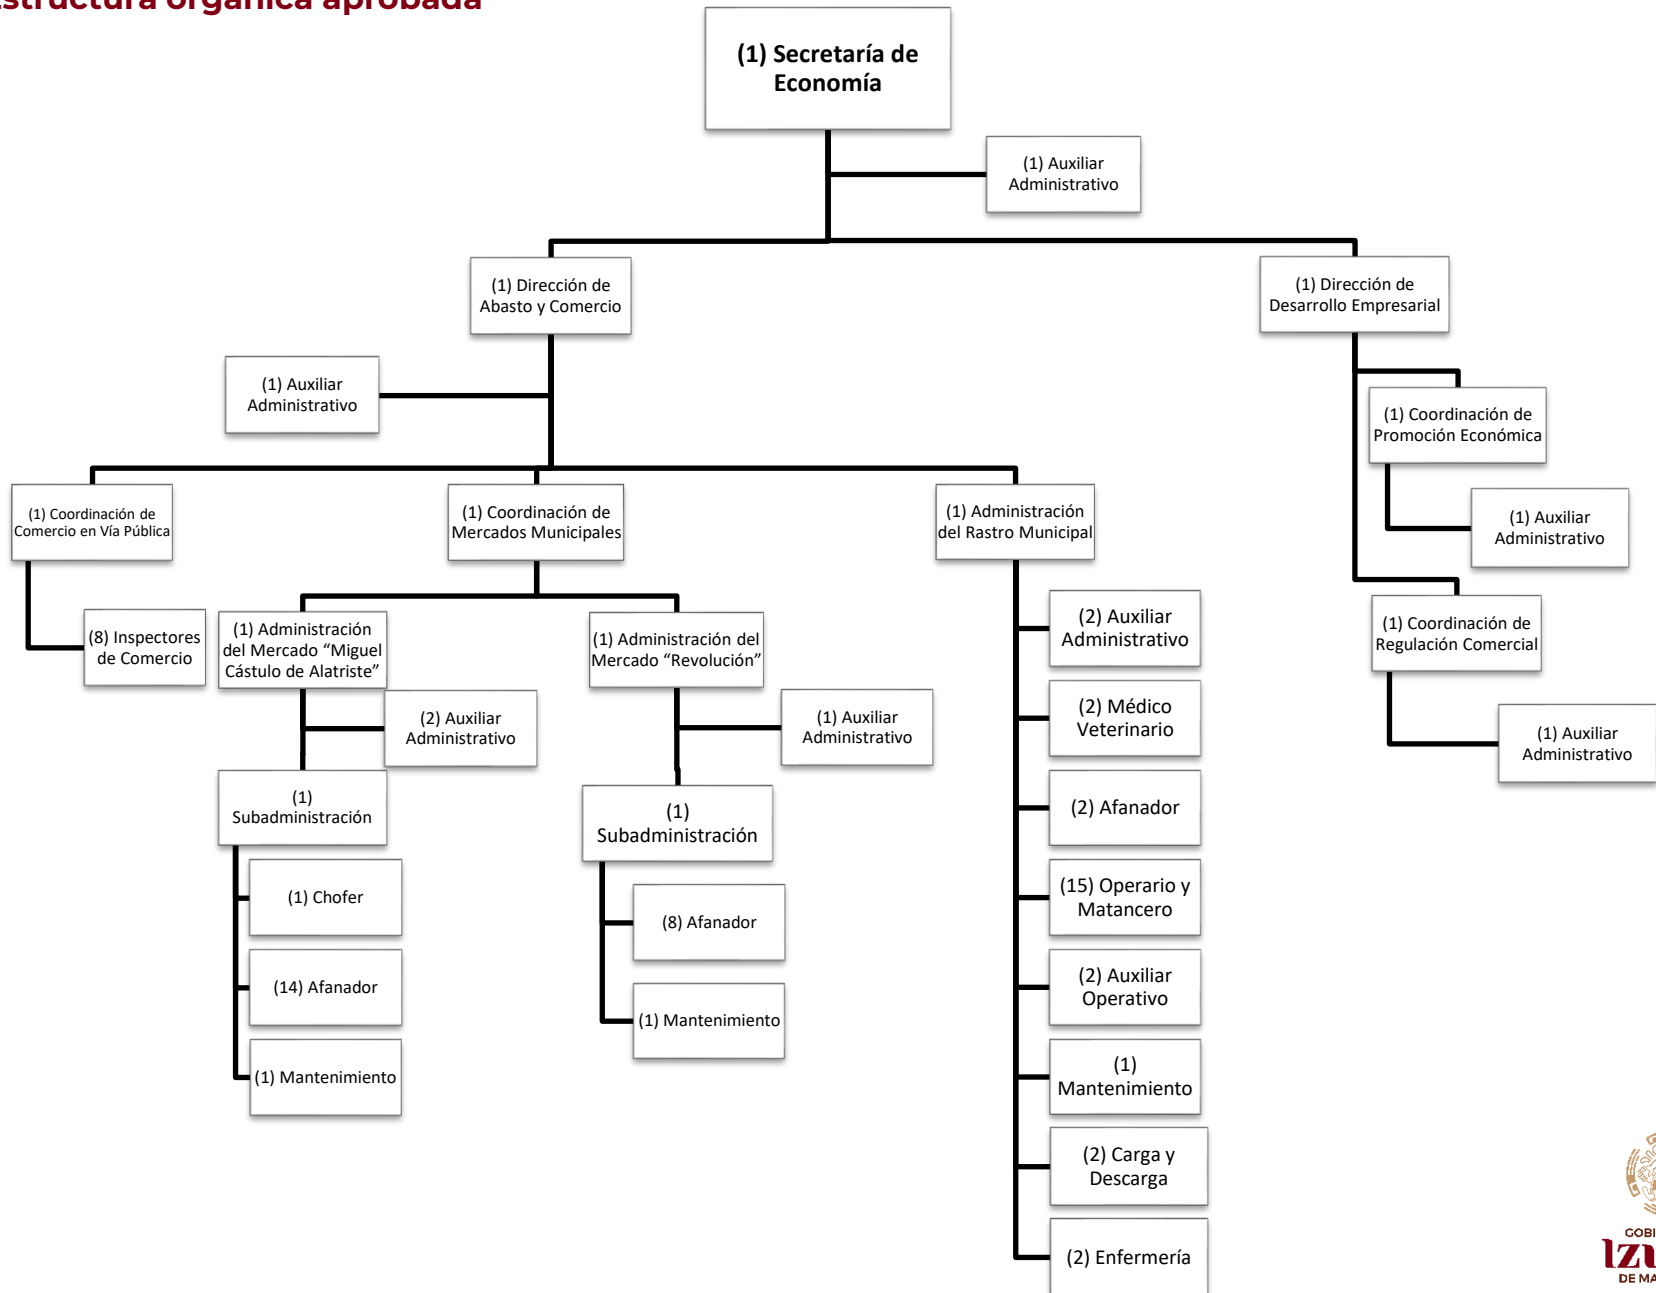 Estructura orgánica aprobada
(1) Secretaría de
Economía
(1) Auxiliar
Administrativo
(1) Dirección de
Abasto y Comercio
(1) Dirección de
Desarrollo Empresarial
(1) Auxiliar
Administrativo
(1) Coordinación de
Promoción Económica
(1) Auxiliar
Administrativo
(1) Coordinación de
Comercio en Vía Pública
(1) Coordinación de
Mercados Municipales
(1) Administración
del Rastro Municipal
(8) Inspectores
de Comercio
(1) Administración
del Mercado “Miguel
Cástulo de Alatriste”
(1) Administración del
Mercado “Revolución”
(2) Auxiliar
Administrativo
(1) Coordinación de
Regulación Comercial
(2) Auxiliar
Administrativo
(1) Auxiliar
Administrativo
(2) Médico
Veterinario
(1) Auxiliar
Administrativo
(1)
Subadministración
(1)
Subadministración
(2) Afanador
(1) Chofer
(8) Afanador
(15) Operario y
Matancero
(14) Afanador
(1) Mantenimiento
(2) Auxiliar
Operativo
(1) Mantenimiento
(1)
Mantenimiento
(2) Carga y
Descarga
(2) Enfermería
DE MA